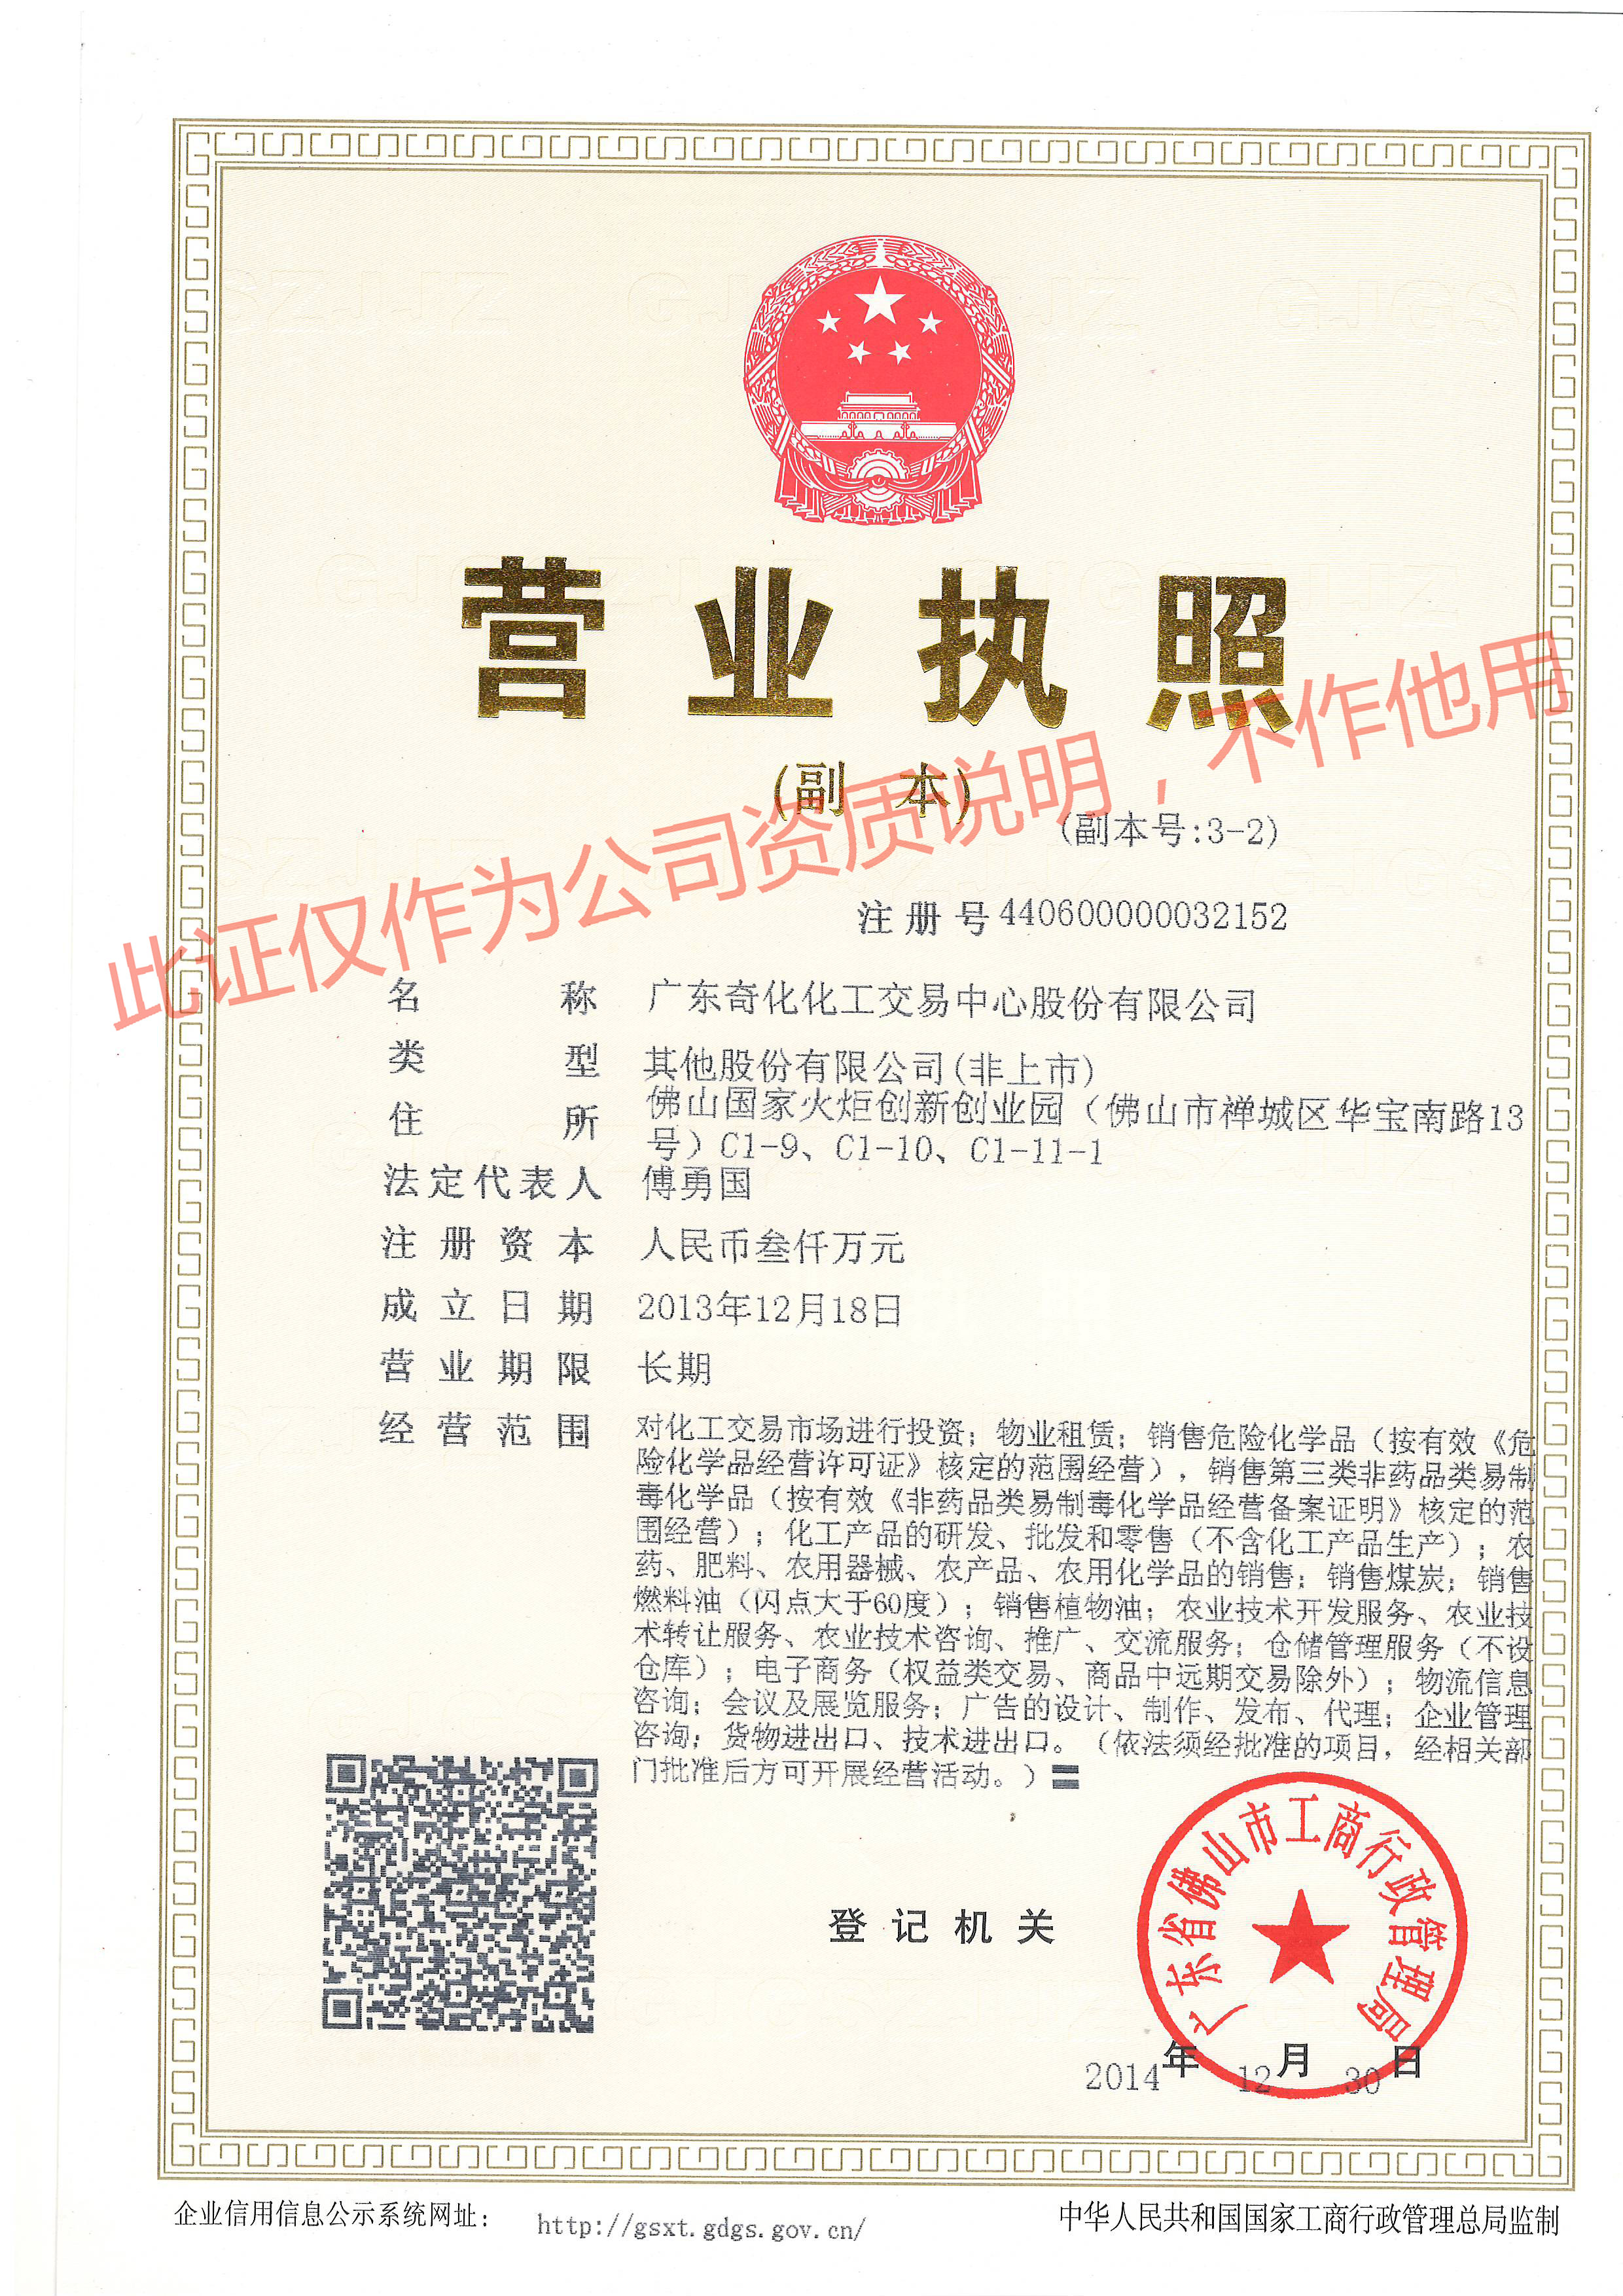 营业执照
(副 本)
(副本号:3-2)
此证仅作为公司资质说明，不作他用
注册号 440600000032152
名称 广东奇化化工交易中心股份有限公司
类型 其他股份有限公司(非上市)
住所 佛山国家火炬创新创业园（佛山市禅城区华宝南路13
号）C1-9、C1-10、C1-11-1
法定代表人 傅勇国
注册资本 人民币叁仟万元
成立日期 2013年12月18日
营业期限 长期
经营范围 对化工交易市场进行投资；物业租赁；销售危险化学品（按有效《危
险化学品经营许可证》核定的范围经营），销售第三类非药品类易制
毒化学品（按有效《非药品类易制毒化学品经营备案证明》核定的范
围经营）；化工产品的研发、批发和零售（不含化工产品生产）；农
药、肥料、农用器械、农产品、农用化学品的销售；销售煤炭；销售
燃料油（闪点大于60度）；销售植物油；农业技术开发服务、农业技
术转让服务、农业技术咨询、推广、交流服务；仓储管理服务（不设
仓库）；电子商务（权益类交易、商品中远期交易除外）；物流信息
咨询；会议及展览服务；广告的设计、制作、发布、代理；企业管理
咨询；货物进出口、技术进出口。（依法须经批准的项目，经相关部
门批准后方可开展经营活动。）
登记机关
广东省佛山市工商行政管理局
2014年12月30日
企业信用信息公示系统网址： http://gsxt.gdgs.gov.cn/
中华人民共和国国家工商行政管理总局监制